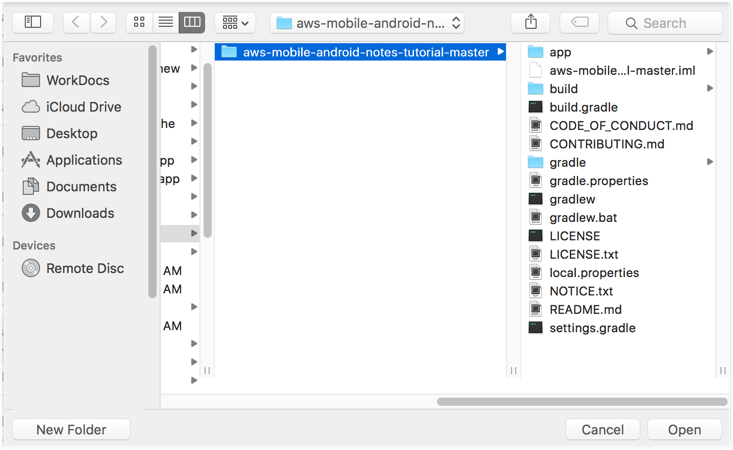 aws-mobile-android-n...
Search
Favorites
WorkDocs
iCloud Drive
Desktop
Applications
Documents
Downloads
Devices
Remote Disc
new
he
pp
app
AM
AM
AM
aws-mobile-android-notes-tutorial-master
app
aws-mobile...l-master.iml
build
build.gradle
CODE_OF_CONDUCT.md
CONTRIBUTING.md
gradle
gradle.properties
gradlew
gradlew.bat
LICENSE
LICENSE.txt
local.properties
NOTICE.txt
README.md
settings.gradle
New Folder
Cancel
Open